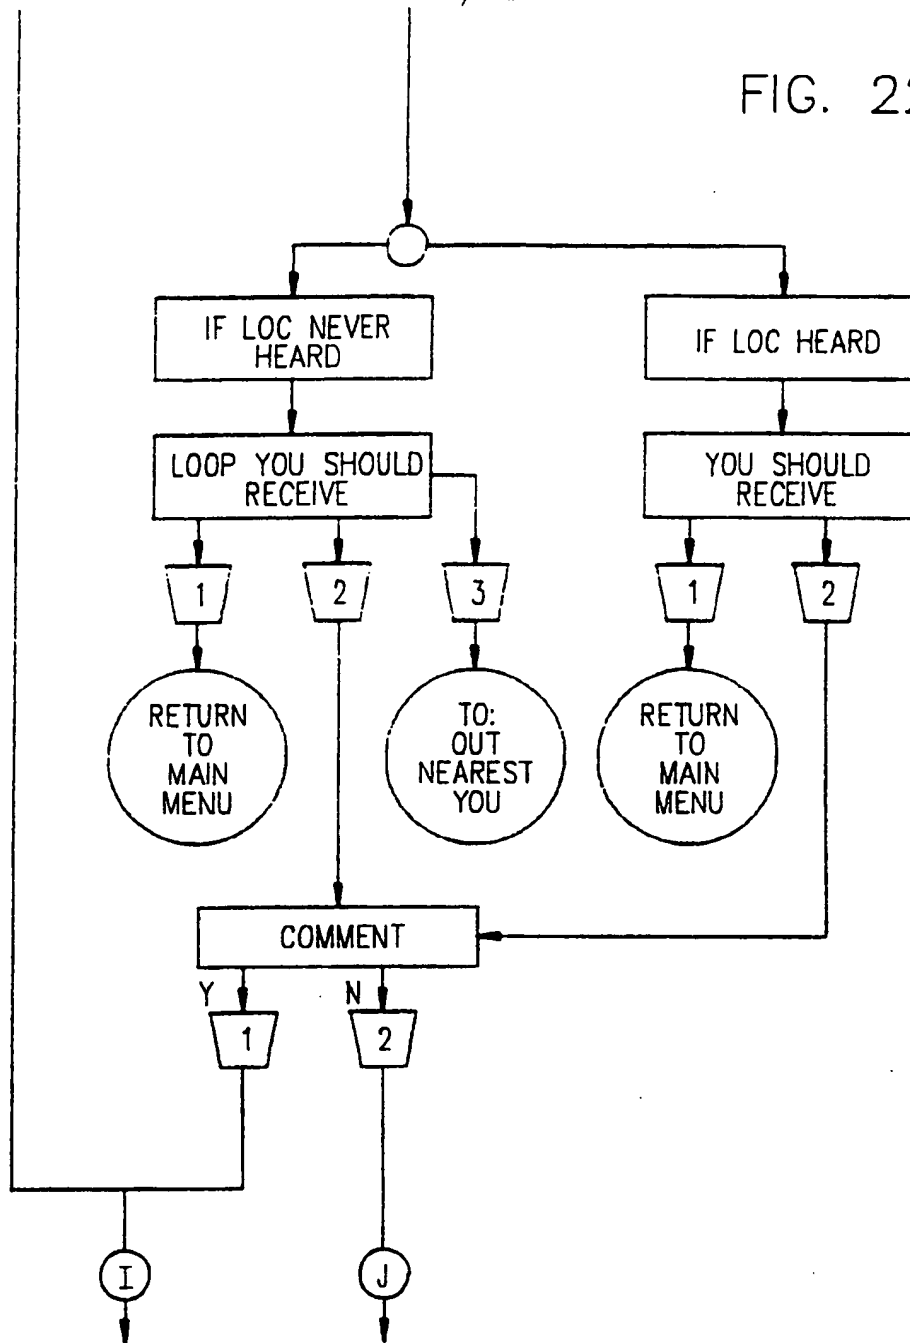 FIG. 22
IF LOC NEVER
HEARD
IF LOC HEARD
LOOP YOU SHOULD
RECEIVE
YOU SHOULD
RECEIVE
1
2
3
1
2
RETURN
TO
MAIN
MENU
TO:
OUT
NEAREST
YOU
RETURN
TO
MAIN
MENU
COMMENT
Y
N
1
2
I
J